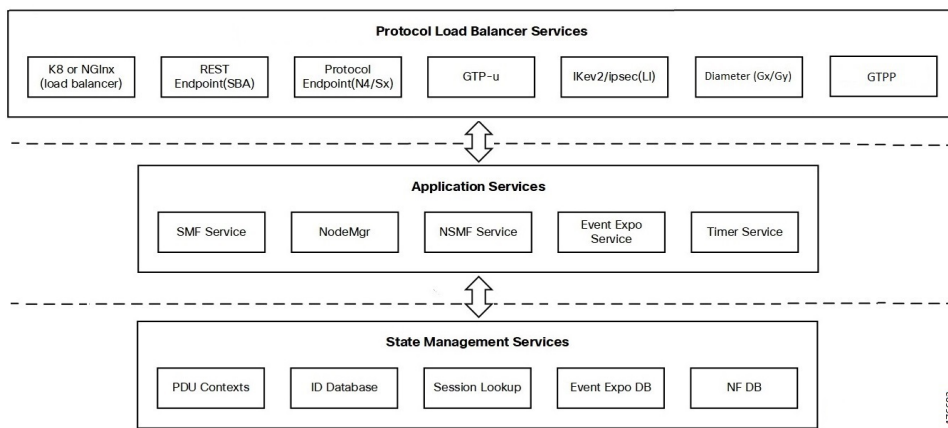 Protocol Load Balancer Services
K8 or NGInx
(load balancer)
REST
Endpoint(SBA)
Protocol
Endpoint(N4/Sx)
GTP-u
IKev2/ipsec(LI)
Diameter (Gx/Gy)
GTPP
Application Services
SMF Service
NodeMgr
NSMF Service
Event Expo
Service
Timer Service
State Management Services
PDU Contexts
ID Database
Session Lookup
Event Expo DB
NF DB